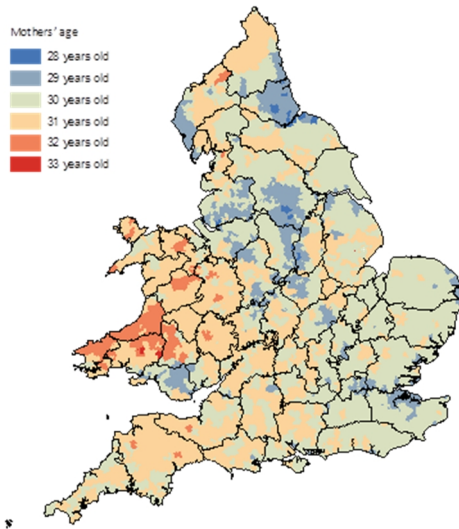 Mothers' age
28 years old
29 years old
30 years old
31 years old
32 years old
33 years old